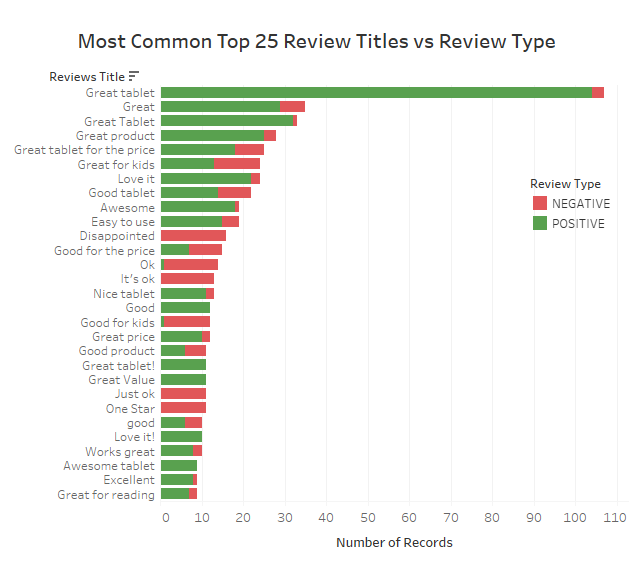 Most Common Top 25 Review Titles vs Review Type
Reviews Title
Great tablet
Great
Great Tablet
Great product
Great tablet for the price
Great for kids
Love it
Good tablet
Awesome
Easy to use
Disappointed
Good for the price
Ok
It's ok
Nice tablet
Good
Good for kids
Great price
Good product
Great tablet!
Great Value
Just ok
One Star
good
Love it!
Works great
Awesome tablet
Excellent
Great for reading
Review Type
NEGATIVE
POSITIVE
0 10 20 30 40 50 60 70 80 90 100 110
Number of Records